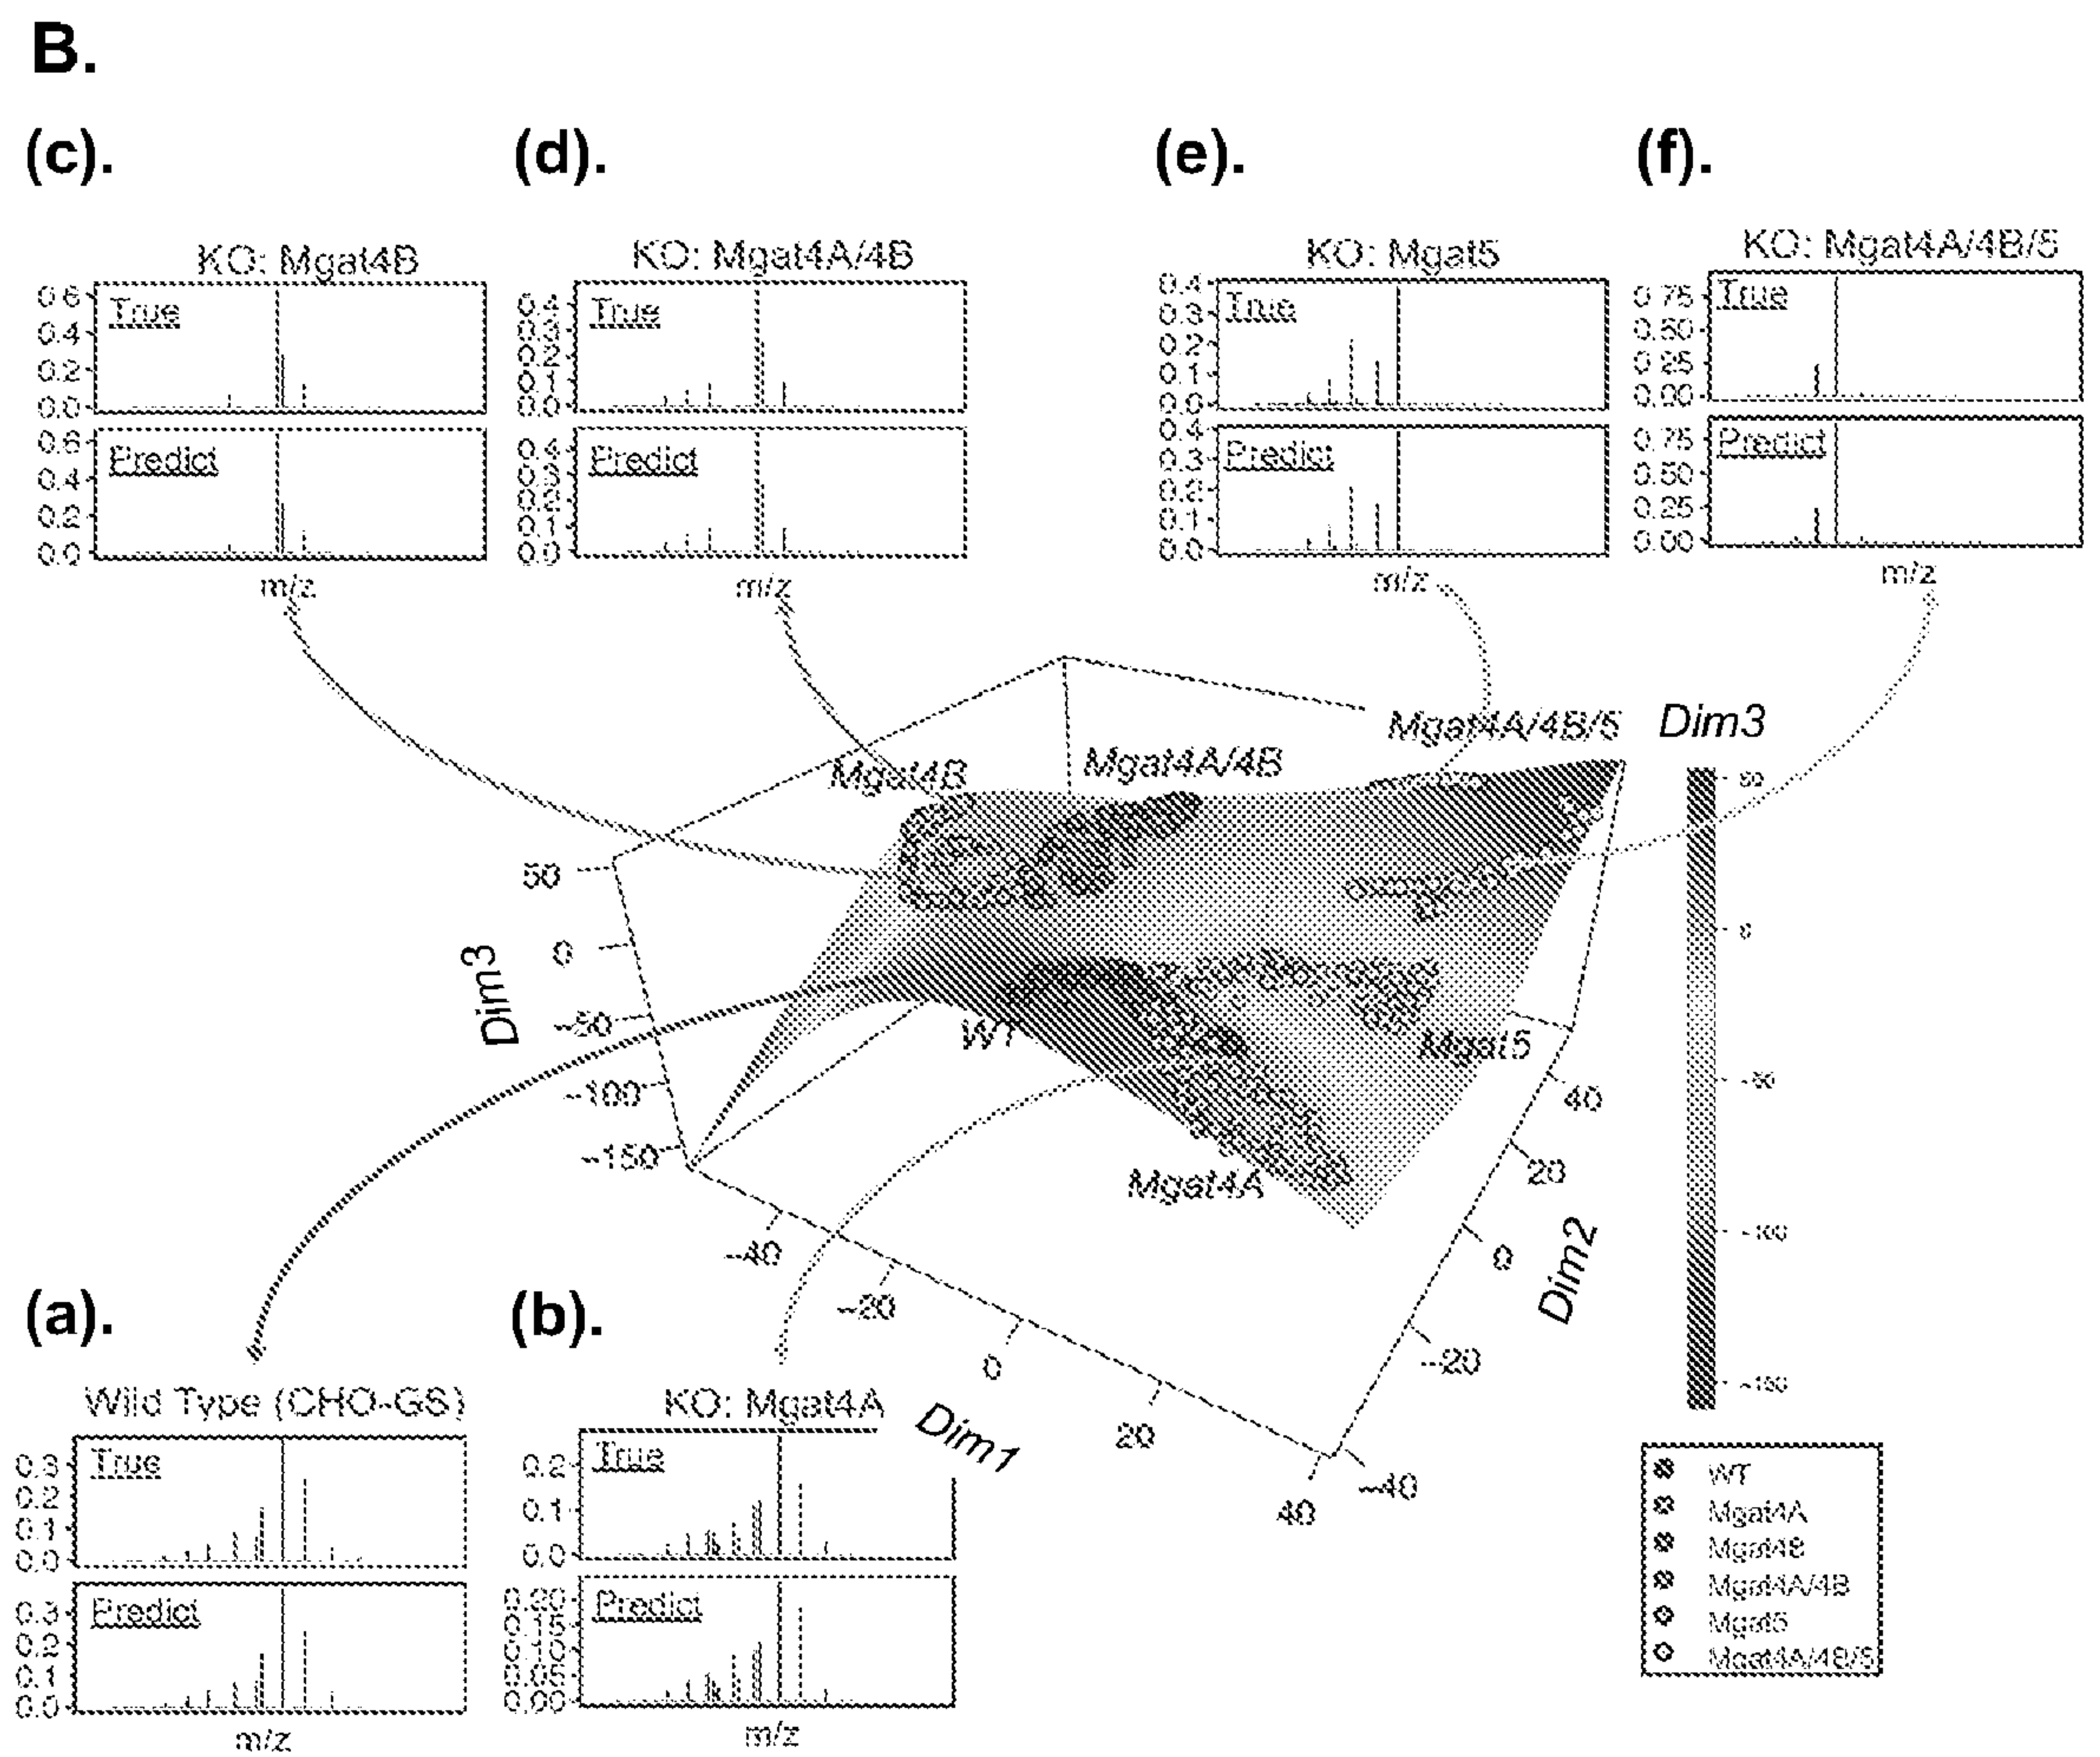 B.
(c). (d). (e). (f).
KO: Mgat4B
0.6
0.4
0.2
0.0
True
0.6
0.4
0.2
0.0
Predict
m/z
KO: Mgat4A/4B
0.4
0.3
0.2
0.1
0.0
True
0.4
0.3
0.2
0.1
0.0
Predict
m/z
KO: Mgat5
0.4
0.3
0.2
0.1
0.0
True
0.4
0.3
0.2
0.1
0.0
Predict
m/z
KO: Mgat4A/4B/5
0.75
0.50
0.25
0.00
True
0.75
0.50
0.25
0.00
Predict
m/z
Mgat4B
Mgat4A/4B
Mgat4A/4B/5
WT
Mgat5
Mgat4A
Dim3
50
0
-50
-100
-150
Dim1
-40
-20
0
20
40
Dim2
40
20
0
-20
-40
Dim3
50
0
-50
-100
-150
(a). (b).
Wild Type (CHO-GS)
0.3
0.2
0.1
0.0
True
0.3
0.2
0.1
0.0
Predict
m/z
KO: Mgat4A
0.2
0.1
0.0
True
0.20
0.15
0.10
0.05
0.00
Predict
m/z
WT
Mgat4A
Mgat4B
Mgat4A/4B
Mgat5
Mgat4A/4B/5